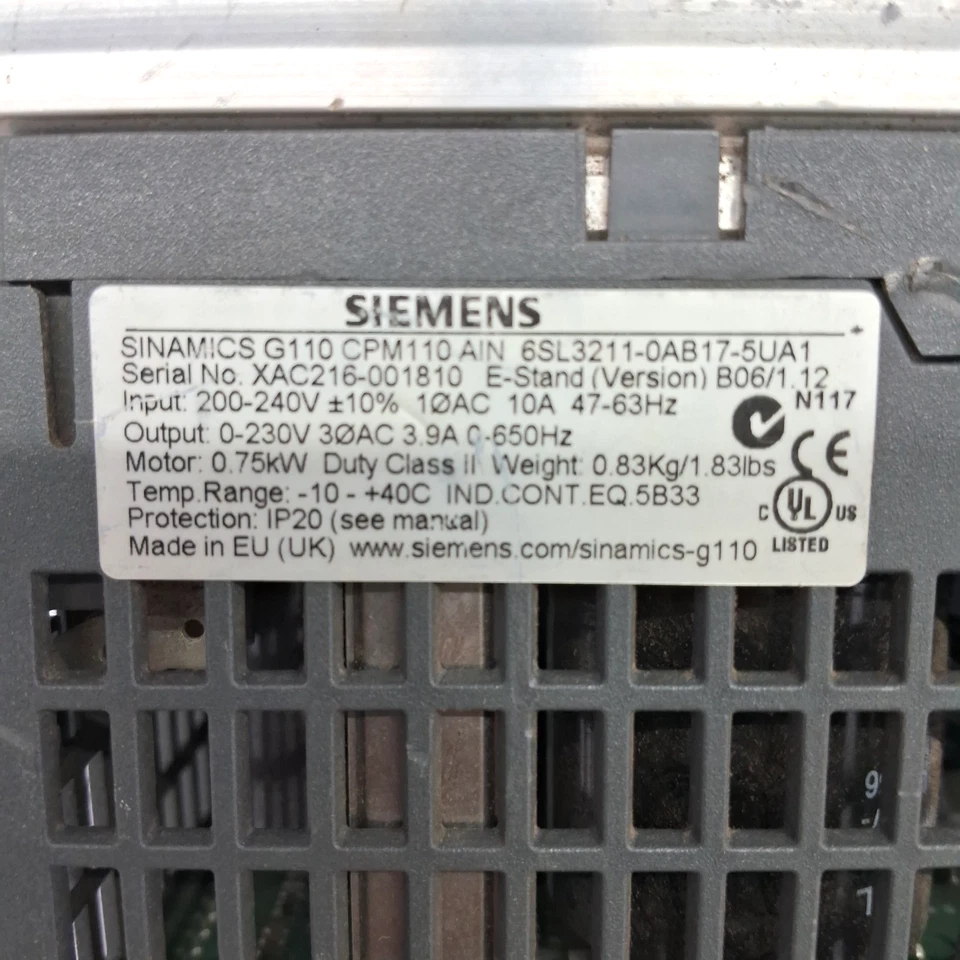 SIEMENS
SINAMICS G110 CPM110 AIN 6SL3211-0AB17-5UA1
Serial No. XAC216-001810 E-Stand (Version) B06/1.12
Input: 200-240V ±10% 1ØAC 10A 47-63Hz
N117
Output: 0-230V 3ØAC 3.9A 0-650Hz
Motor: 0.75kW Duty Class II Weight: 0.83Kg/1.83lbs
CE
Temp.Range: -10 - +40C IND.CONT.EQ.5B33
C UL US
Protection: IP20 (see manual)
LISTED
Made in EU (UK) www.siemens.com/sinamics-g110